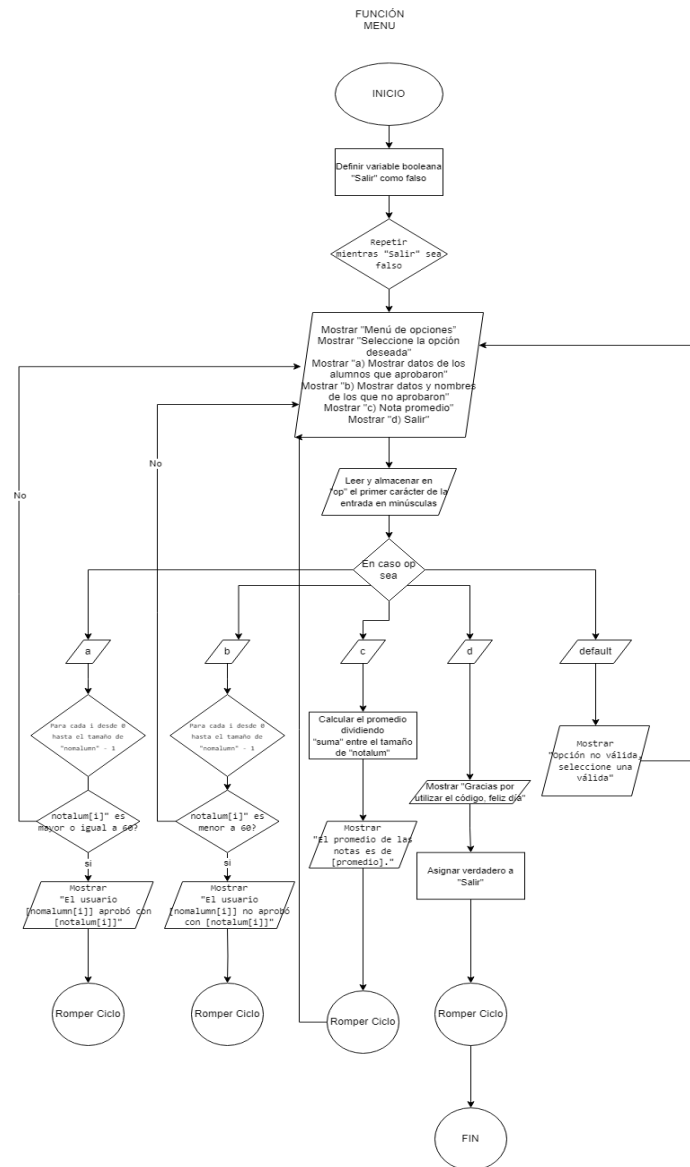 FUNCIÓN
MENU
INICIO
Definir variable booleana
"Salir" como falso
Repetir
mientras "Salir" sea
falso
Mostrar "Menú de opciones"
Mostrar "Seleccione la opción
deseada"
Mostrar "a) Mostrar datos de los
alumnos que aprobaron"
Mostrar "b) Mostrar datos y nombres
de los que no aprobaron"
Mostrar "c) Nota promedio"
Mostrar "d) Salir"
No
No
Leer y almacenar en
"op" el primer carácter de la
entrada en minúsculas
En caso op
sea
a
b
c
d
default
Para cada i desde 0
hasta el tamaño de
"nomalumn" - 1
Para cada i desde 0
hasta el tamaño de
"nomalumn" - 1
Calcular el promedio
dividiendo
"suma" entre el tamaño
de "notalum"
Mostrar "Gracias por
utilizar el código, feliz día"
Mostrar
"Opción no válida,
seleccione una
válida"
notalum[i]" es
mayor o igual a 60?
notalum[i]" es
menor a 60?
Mostrar
"El promedio de las
notas es de
[promedio]."
Asignar verdadero a
"Salir"
si
si
Mostrar
"El usuario
[nomalumn[i]] aprobó con
[notalum[i]]"
Mostrar
"El usuario
[nomalumn[i]] no aprobó
con [notalum[i]]"
Romper Ciclo
Romper Ciclo
Romper Ciclo
Romper Ciclo
FIN